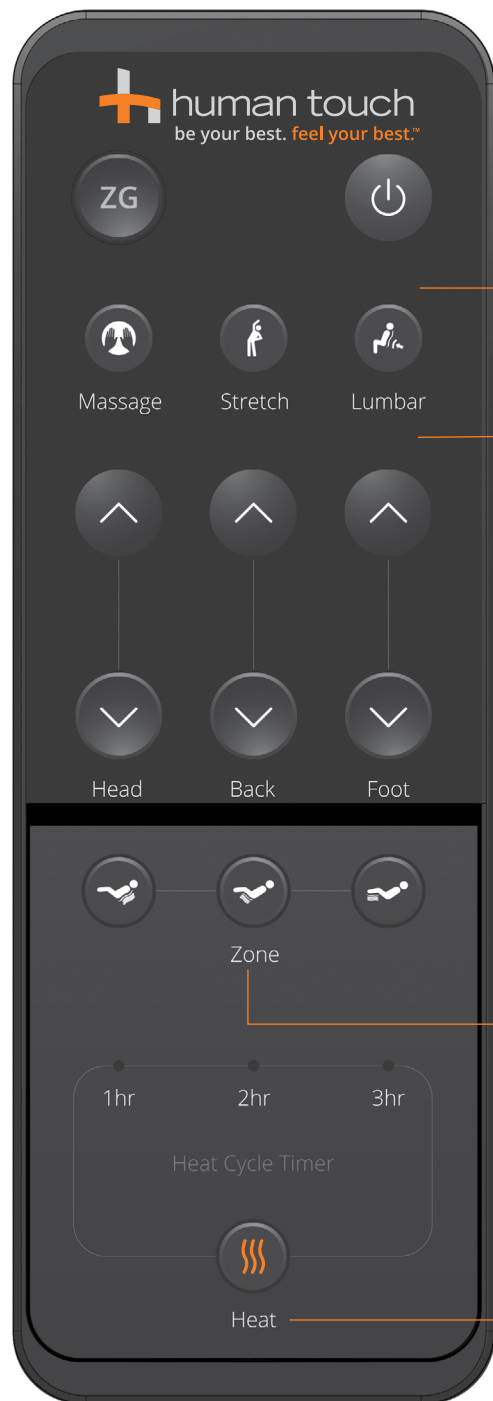 human touch
be your best. feel your best.™
ZG
Massage Stretch Lumbar
Head Back Foot
Zone
1hr 2hr 3hr
Heat Cycle Timer
Heat